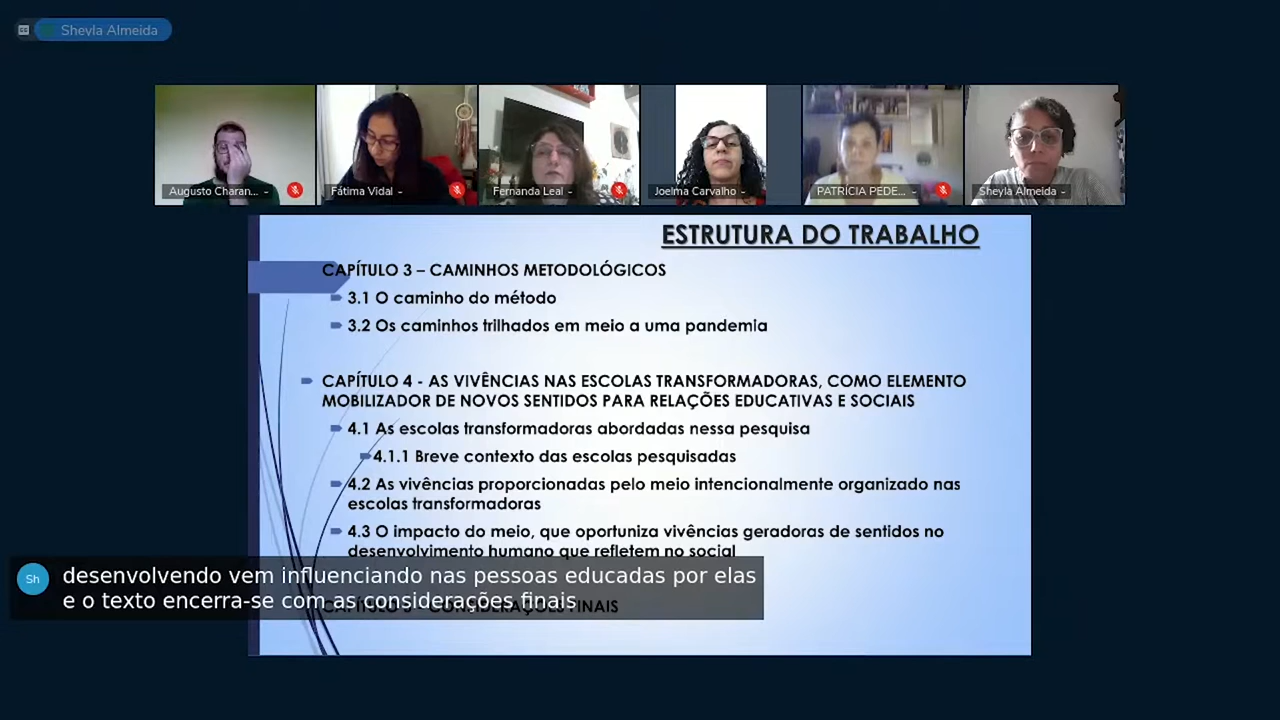 Sheyla Almeida
Augusto Charan...
Fátima Vidal
Fernanda Leal
Joelma Carvalho
PATRÍCIA PEDE...
Sheyla Almeida
ESTRUTURA DO TRABALHO
CAPÍTULO 3 – CAMINHOS METODOLÓGICOS
3.1 O caminho do método
3.2 Os caminhos trilhados em meio a uma pandemia
CAPÍTULO 4 - AS VIVÊNCIAS NAS ESCOLAS TRANSFORMADORAS, COMO ELEMENTO
MOBILIZADOR DE NOVOS SENTIDOS PARA RELAÇÕES EDUCATIVAS E SOCIAIS
4.1 As escolas transformadoras abordadas nessa pesquisa
4.1.1 Breve contexto das escolas pesquisadas
4.2 As vivências proporcionadas pelo meio intencionalmente organizado nas
escolas transformadoras
4.3 O impacto do meio, que oportuniza vivências geradoras de sentidos no
desenvolvimento humano que refletem no social
Sh
desenvolvendo vem influenciando nas pessoas educadas por elas
e o texto encerra-se com as considerações finais
CAPÍTULO 5 - CONSIDERAÇÕES FINAIS